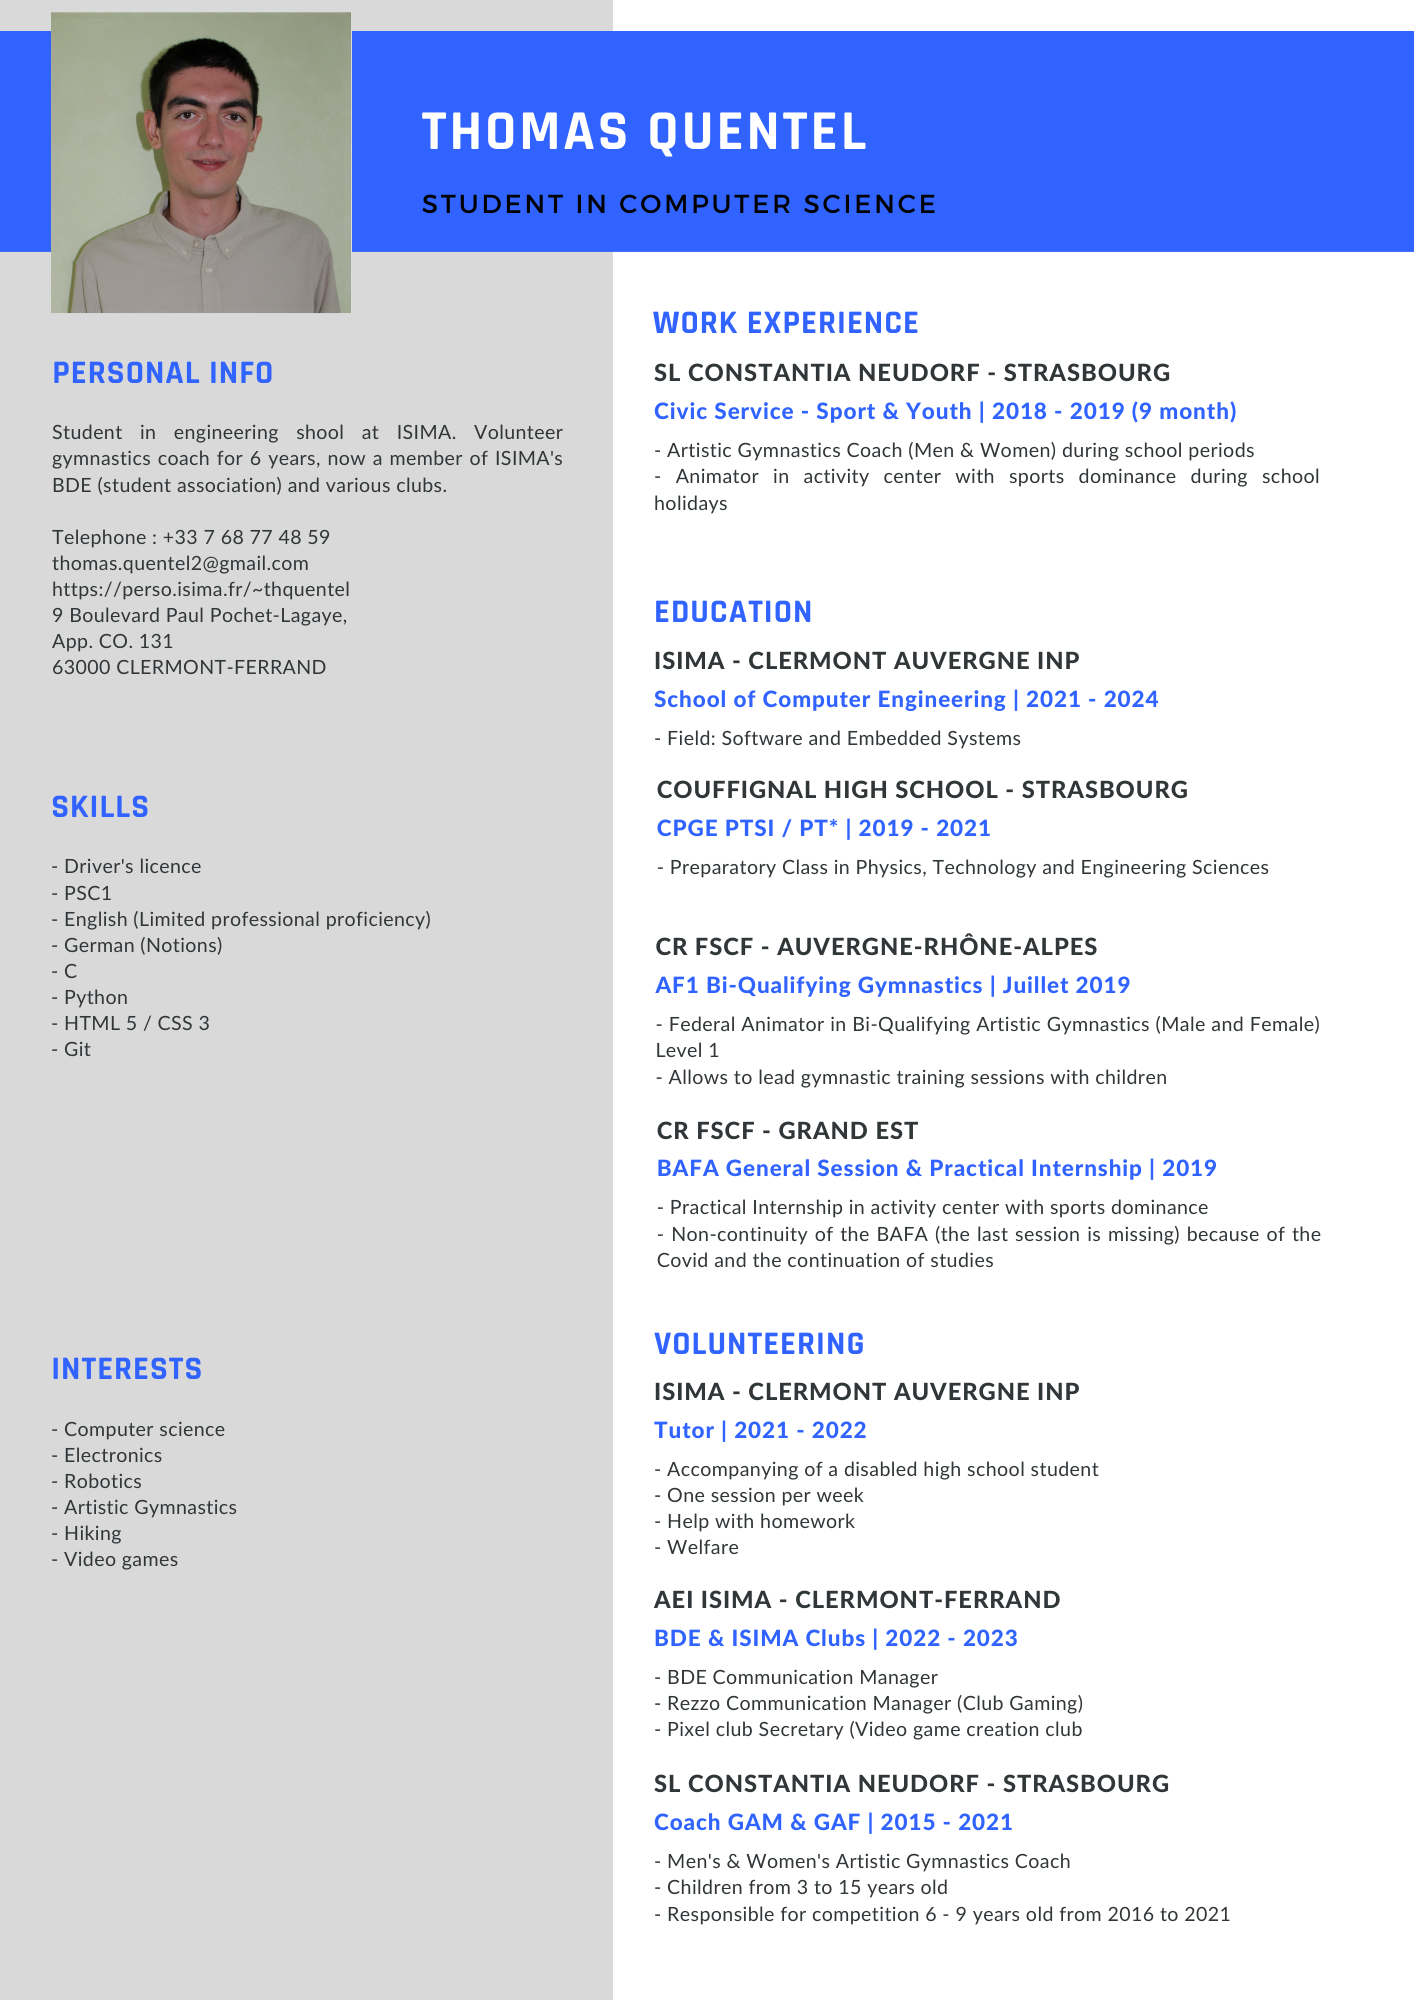 THOMAS QUENTEL
STUDENT IN COMPUTER SCIENCE
PERSONAL INFO
Student in engineering shool at ISIMA. Volunteer
gymnastics coach for 6 years, now a member of ISIMA's
BDE (student association) and various clubs.
Telephone : +33 7 68 77 48 59
thomas.quentel2@gmail.com
https://perso.isima.fr/~thquentel
9 Boulevard Paul Pochet-Lagaye,
App. CO. 131
63000 CLERMONT-FERRAND
SKILLS
- Driver's licence
- PSC1
- English (Limited professional proficiency)
- German (Notions)
- C
- Python
- HTML 5 / CSS 3
- Git
INTERESTS
- Computer science
- Electronics
- Robotics
- Artistic Gymnastics
- Hiking
- Video games
WORK EXPERIENCE
SL CONSTANTIA NEUDORF - STRASBOURG
Civic Service - Sport & Youth | 2018 - 2019 (9 month)
- Artistic Gymnastics Coach (Men & Women) during school periods
- Animator in activity center with sports dominance during school
holidays
EDUCATION
ISIMA - CLERMONT AUVERGNE INP
School of Computer Engineering | 2021 - 2024
- Field: Software and Embedded Systems
COUFFIGNAL HIGH SCHOOL - STRASBOURG
CPGE PTSI / PT* | 2019 - 2021
- Preparatory Class in Physics, Technology and Engineering Sciences
CR FSCF - AUVERGNE-RHÔNE-ALPES
AF1 Bi-Qualifying Gymnastics | Juillet 2019
- Federal Animator in Bi-Qualifying Artistic Gymnastics (Male and Female)
Level 1
- Allows to lead gymnastic training sessions with children
CR FSCF - GRAND EST
BAFA General Session & Practical Internship | 2019
- Practical Internship in activity center with sports dominance
- Non-continuity of the BAFA (the last session is missing) because of the
Covid and the continuation of studies
VOLUNTEERING
ISIMA - CLERMONT AUVERGNE INP
Tutor | 2021 - 2022
- Accompanying of a disabled high school student
- One session per week
- Help with homework
- Welfare
AEI ISIMA - CLERMONT-FERRAND
BDE & ISIMA Clubs | 2022 - 2023
- BDE Communication Manager
- Rezzo Communication Manager (Club Gaming)
- Pixel club Secretary (Video game creation club
SL CONSTANTIA NEUDORF - STRASBOURG
Coach GAM & GAF | 2015 - 2021
- Men's & Women's Artistic Gymnastics Coach
- Children from 3 to 15 years old
- Responsible for competition 6 - 9 years old from 2016 to 2021